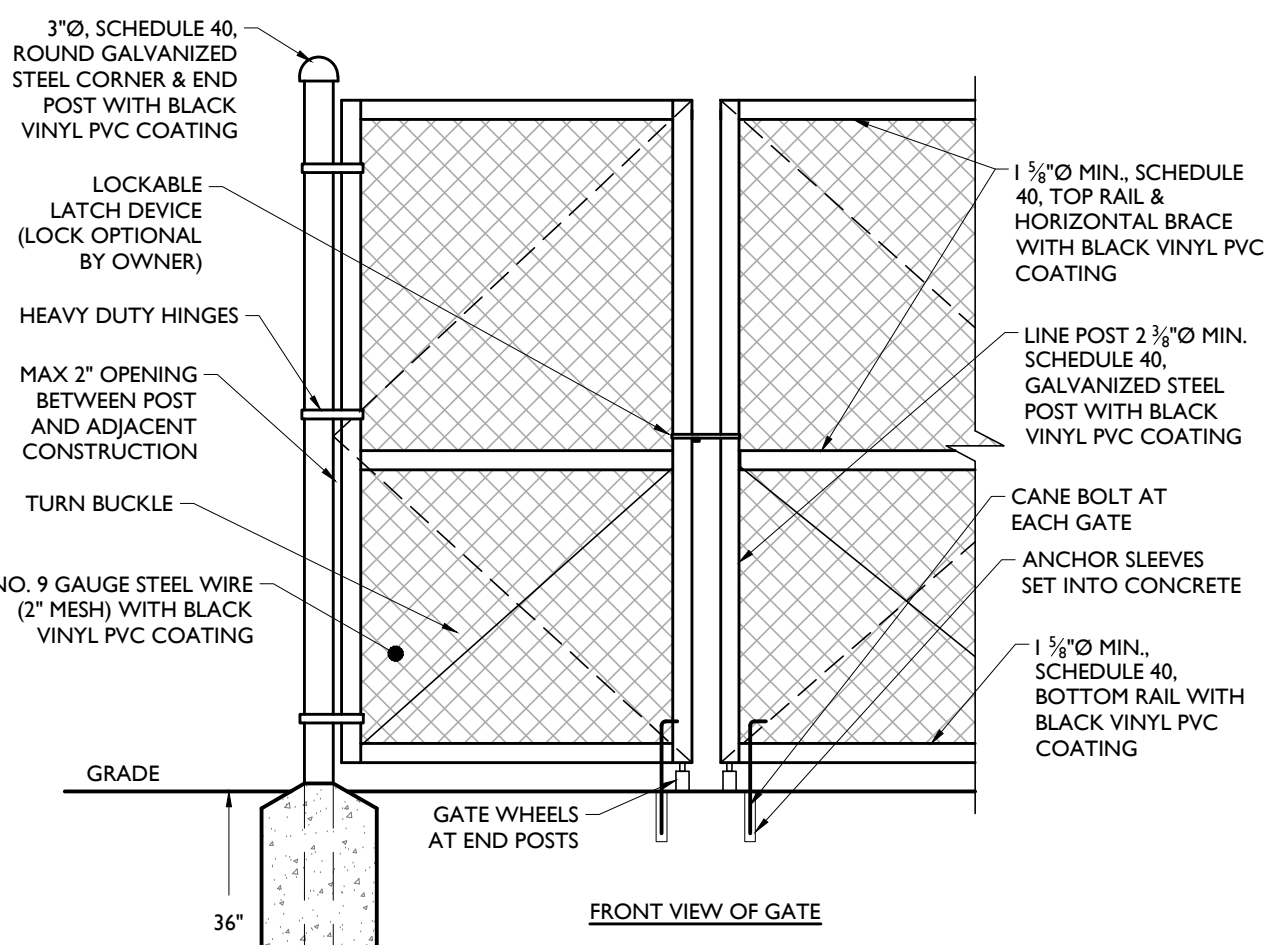 3"Ø, SCHEDULE 40,
ROUND GALVANIZED
STEEL CORNER & END
POST WITH BLACK
VINYL PVC COATING
LOCKABLE
LATCH DEVICE
(LOCK OPTIONAL
BY OWNER)
HEAVY DUTY HINGES
MAX 2" OPENING
BETWEEN POST
AND ADJACENT
CONSTRUCTION
TURN BUCKLE
NO. 9 GAUGE STEEL WIRE
(2" MESH) WITH BLACK
VINYL PVC COATING
GRADE
36"
GATE WHEELS
AT END POSTS
1 5/8"Ø MIN., SCHEDULE
40, TOP RAIL &
HORIZONTAL BRACE
WITH BLACK VINYL PVC
COATING
LINE POST 2 3/8"Ø MIN.
SCHEDULE 40,
GALVANIZED STEEL
POST WITH BLACK
VINYL PVC COATING
CANE BOLT AT
EACH GATE
ANCHOR SLEEVES
SET INTO CONCRETE
1 5/8"Ø MIN.,
SCHEDULE 40,
BOTTOM RAIL WITH
BLACK VINYL PVC
COATING
FRONT VIEW OF GATE